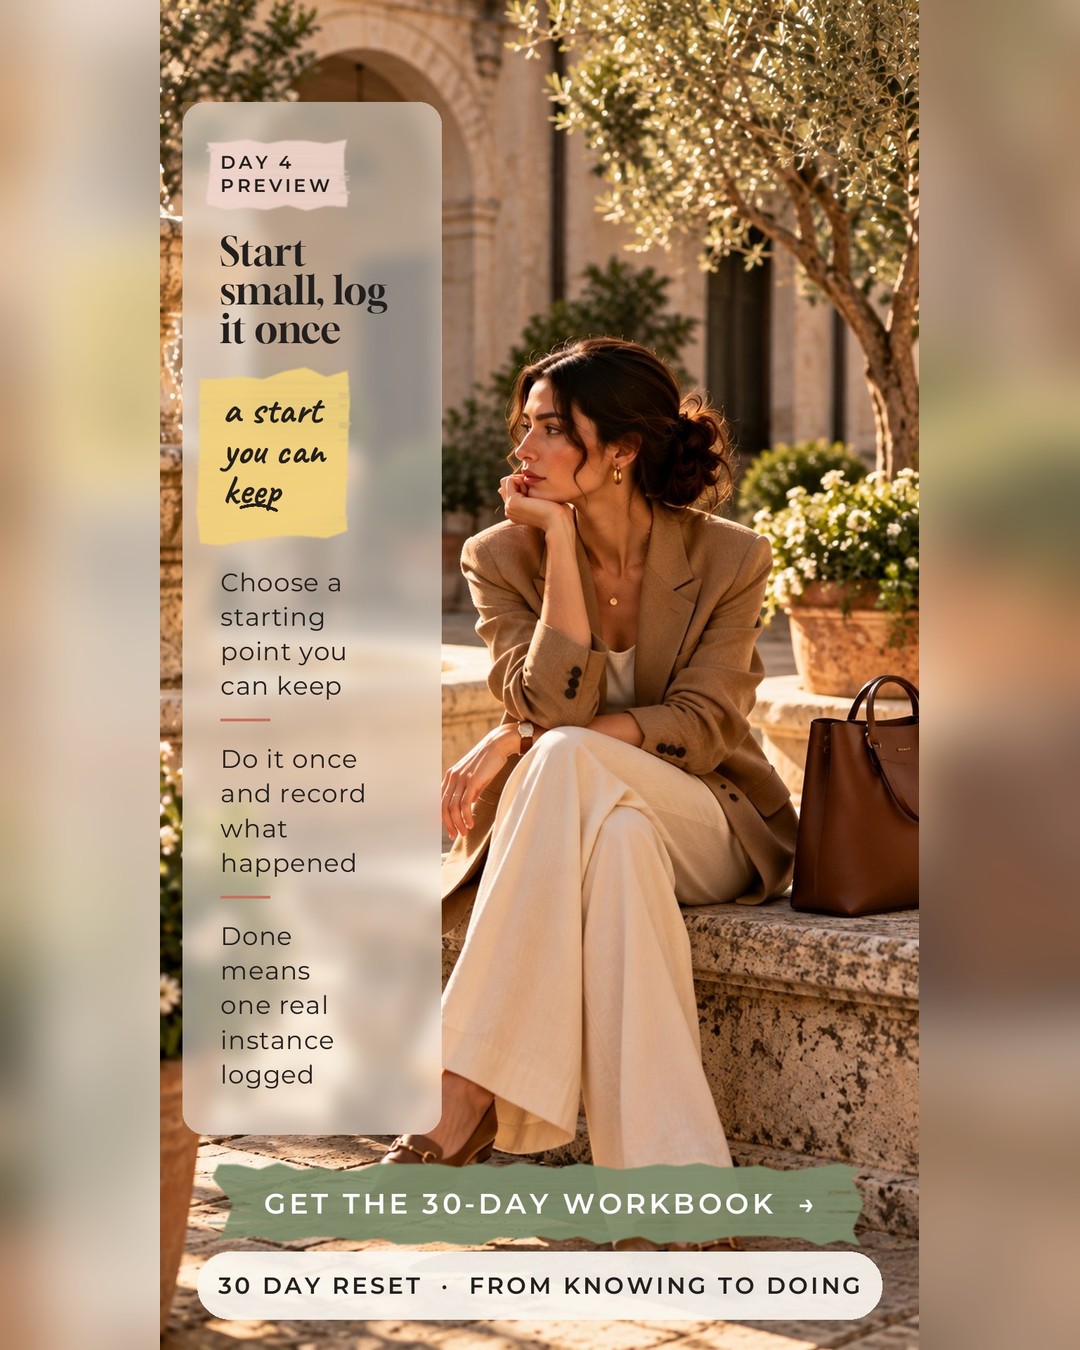 DAY 4
PREVIEW
Start
small, log
it once
a start
you can
keep
Choose a
starting
point you
can keep
Do it once
and record
what
happened
Done
means
one real
instance
logged
GET THE 30-DAY WORKBOOK →
30 DAY RESET · FROM KNOWING TO DOING